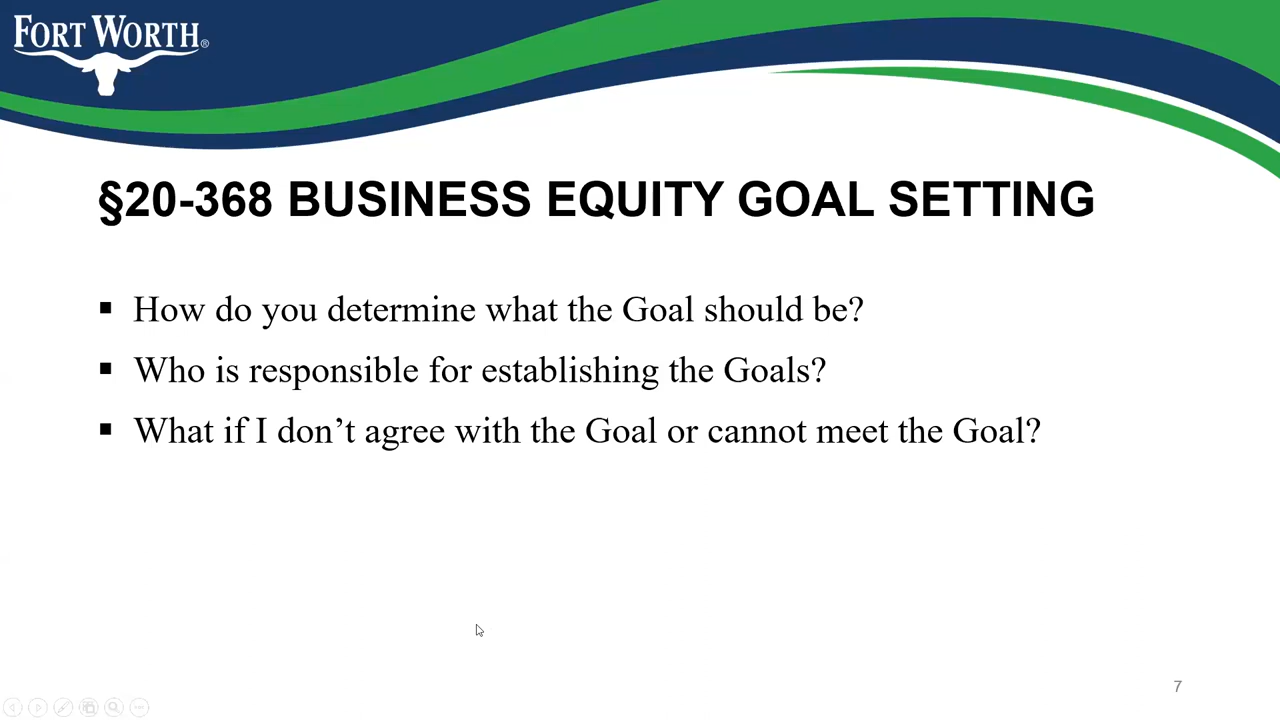 FORT WORTH®
§20-368 BUSINESS EQUITY GOAL SETTING
▪ How do you determine what the Goal should be?
▪ Who is responsible for establishing the Goals?
▪ What if I don’t agree with the Goal or cannot meet the Goal?
7